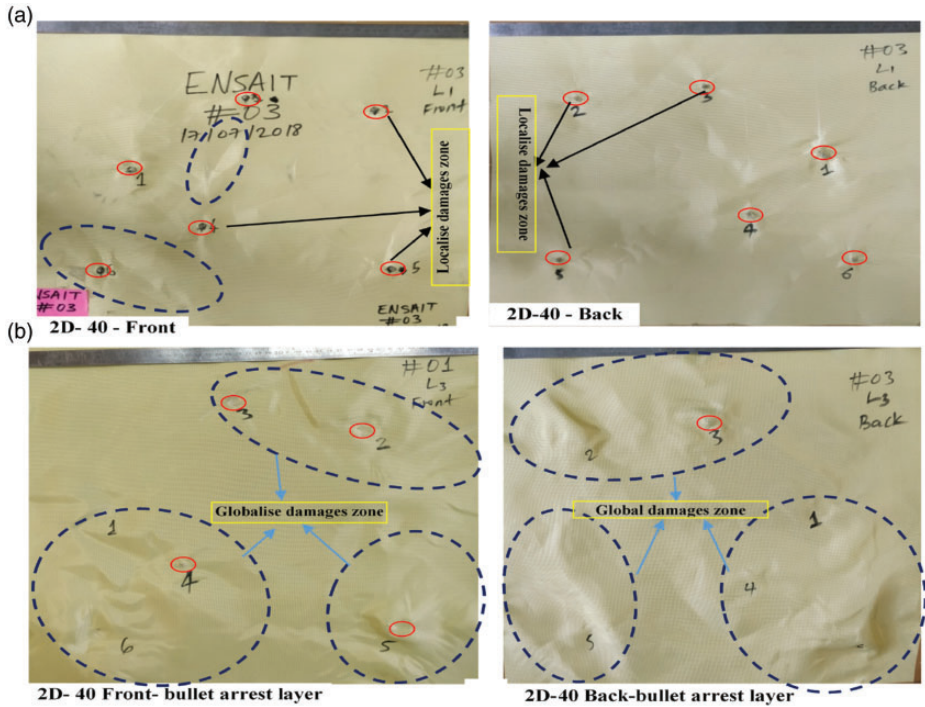 (a)
ENSAIT
#03
17/07/2018
#03
L1
Front
1
5
Localise damages zone
ENSAIT
#03
ENSAIT
#03
2D- 40 - Front
#03
L1
Back
2
3
1
4
5
6
Localise damages zone
2D-40 - Back
(b)
#01
L3
Front
3
2
1
4
6
5
Globalise damages zone
2D- 40 Front- bullet arrest layer
#03
L3
Back
2
3
1
4
5
Global damages zone
2D-40 Back-bullet arrest layer